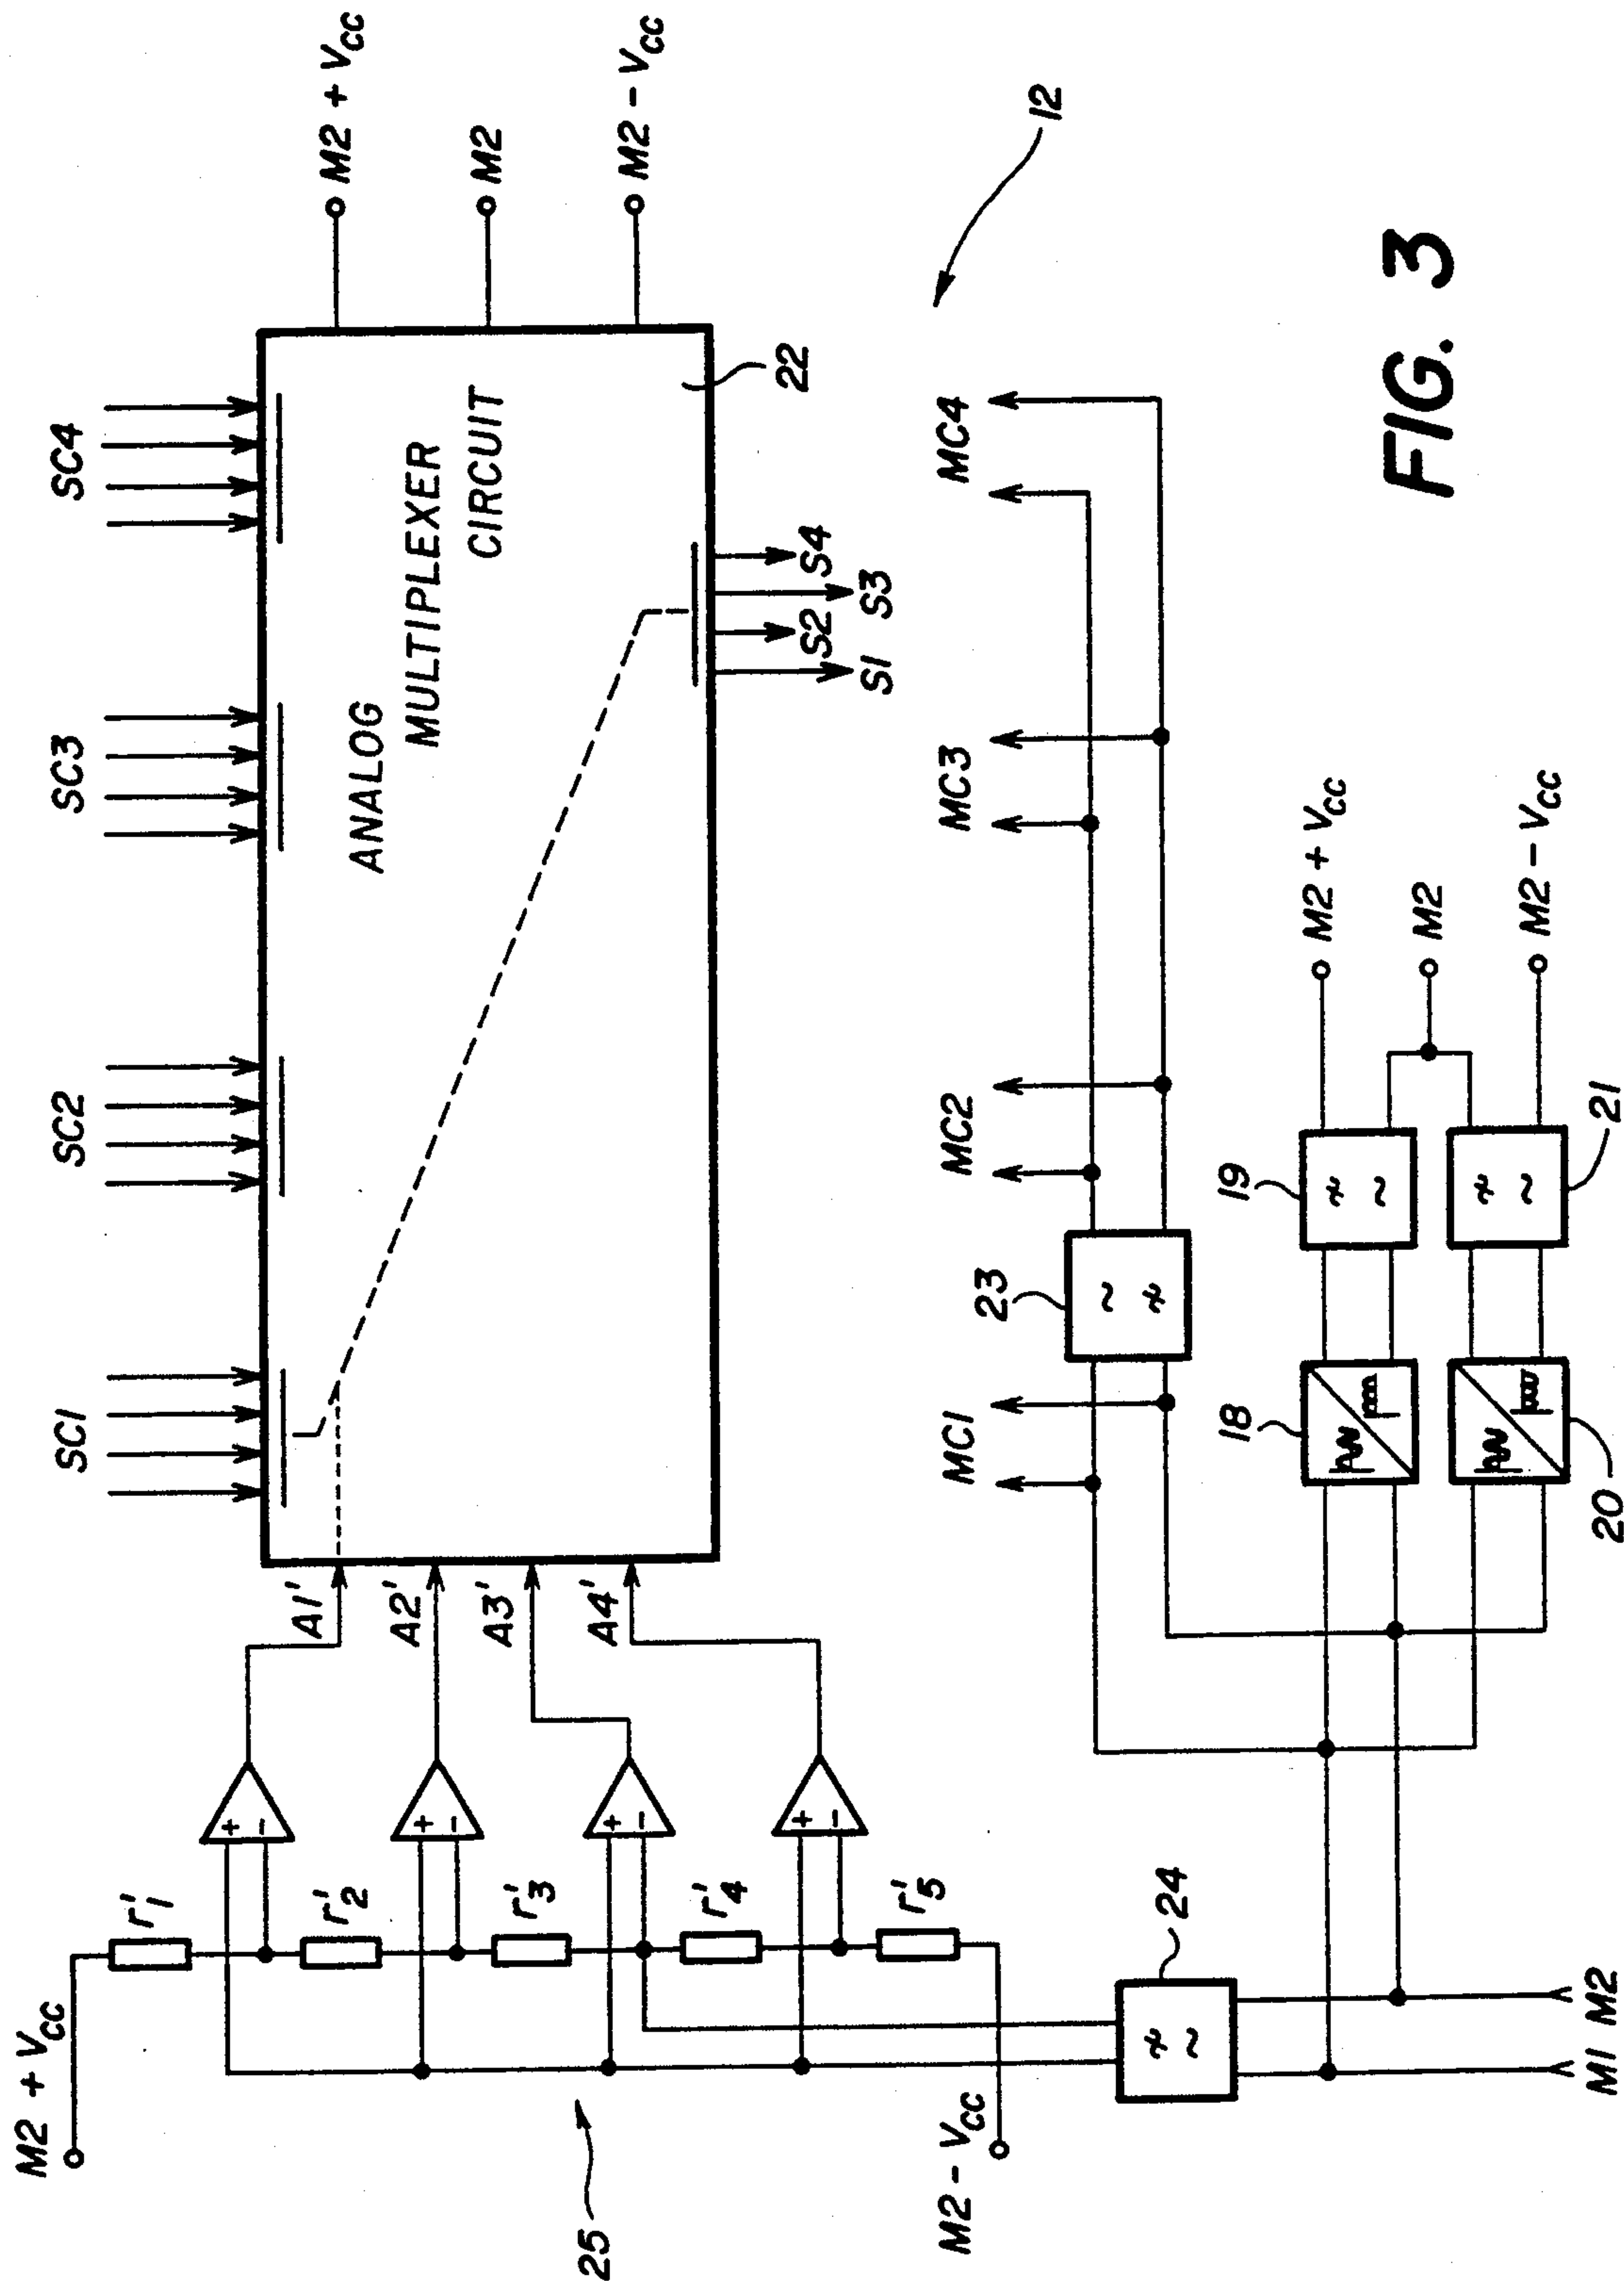 SC1
SC2
SC3
SC4
M2 + VCC
r'1
r'2
r'3
r'4
r'5
M2 - VCC
25
+
-
+
-
+
-
+
-
A1'
A2'
A3'
A4'
ANALOG
MULTIPLEXER
CIRCUIT
22
M2 + VCC
M2
M2 - VCC
S1
S2
S3
S4
12
MC1
MC2
MC3
MC4
23
24
18
19
20
21
M2 + VCC
M2
M2 - VCC
M1
M2
FIG. 3